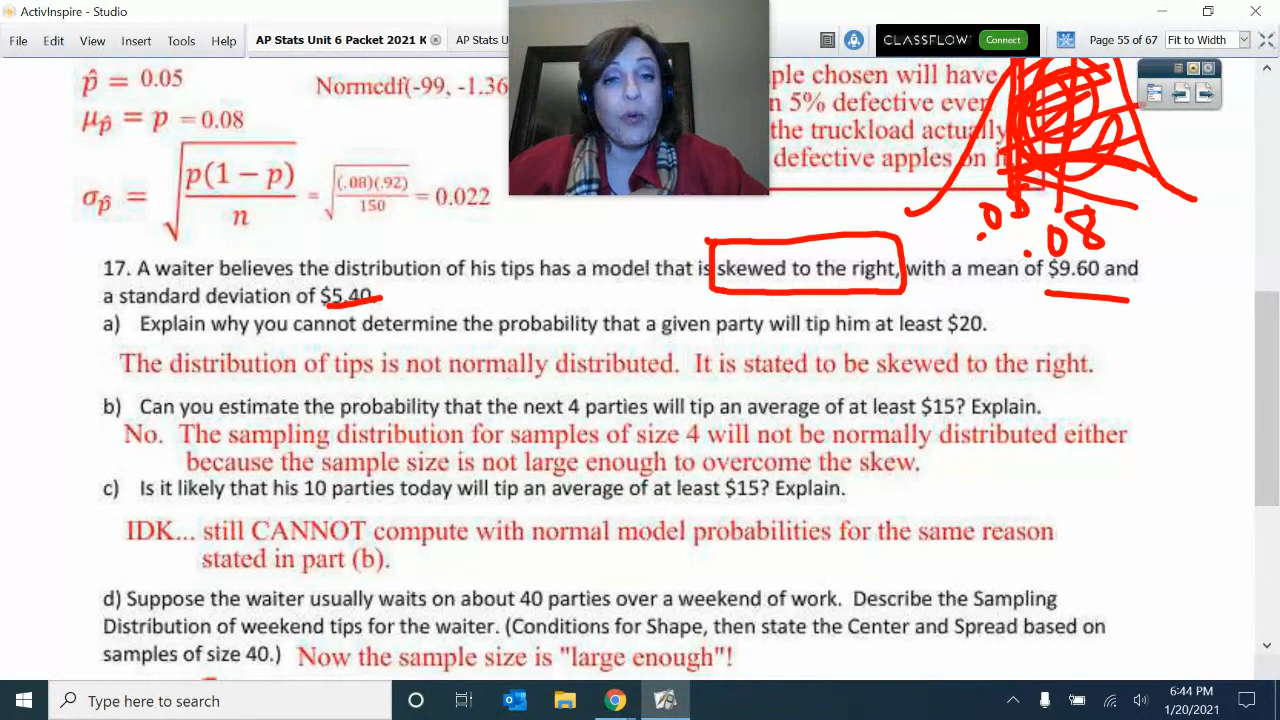 ActivInspire - Studio
File Edit View Insert Tools Help AP Stats Unit 6 Packet 2021 K AP Sta CLASSFLOW Connect Page 55 of 67 Fit to Width
p̂ = 0.05 Normcdf(-99, -1.36 ple chosen will have
μp̂ = p = 0.08 n 5% defective ever
the truckload actually
σp̂ = √(p(1 − p)/n) = √((.08)(.92)/150) = 0.022 defective apples on
.05 .08
17. A waiter believes the distribution of his tips has a model that is skewed to the right, with a mean of $9.60 and
a standard deviation of $5.40.
a) Explain why you cannot determine the probability that a given party will tip him at least $20.
The distribution of tips is not normally distributed. It is stated to be skewed to the right.
b) Can you estimate the probability that the next 4 parties will tip an average of at least $15? Explain.
No. The sampling distribution for samples of size 4 will not be normally distributed either
because the sample size is not large enough to overcome the skew.
c) Is it likely that his 10 parties today will tip an average of at least $15? Explain.
IDK... still CANNOT compute with normal model probabilities for the same reason
stated in part (b).
d) Suppose the waiter usually waits on about 40 parties over a weekend of work. Describe the Sampling
Distribution of weekend tips for the waiter. (Conditions for Shape, then state the Center and Spread based on
samples of size 40.) Now the sample size is "large enough"!
Type here to search
6:44 PM
1/20/2021